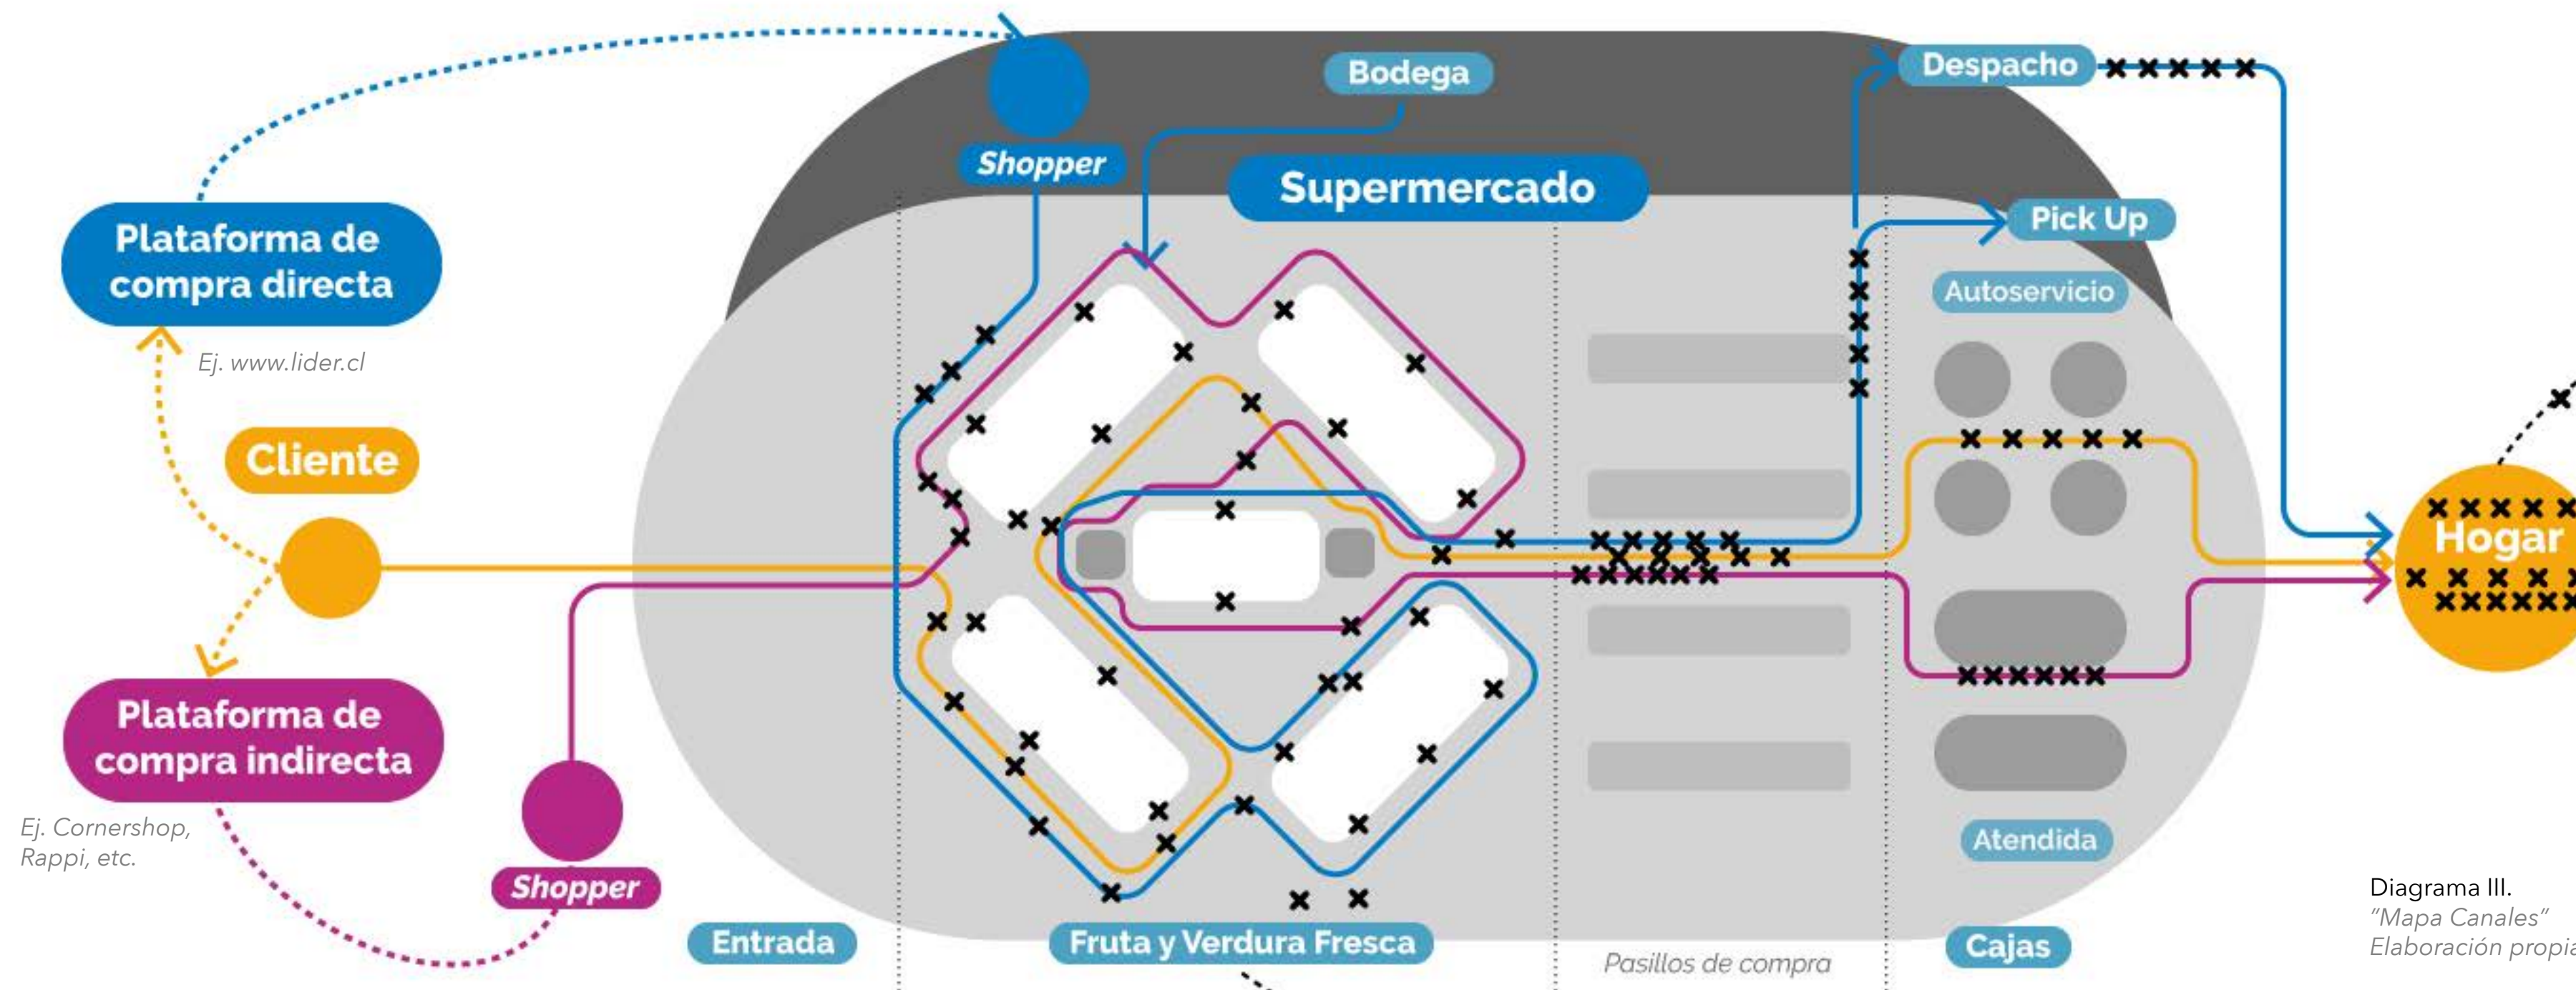 Bodega
Despacho
Shopper
Supermercado
Pick Up
Plataforma de
compra directa
Ej. www.lider.cl
Autoservicio
Cliente
Hogar
Plataforma de
compra indirecta
Ej. Cornershop,
Rappi, etc.
Shopper
Atendida
Entrada
Fruta y Verdura Fresca
Pasillos de compra
Cajas
Diagrama III.
"Mapa Canales"
Elaboración propia